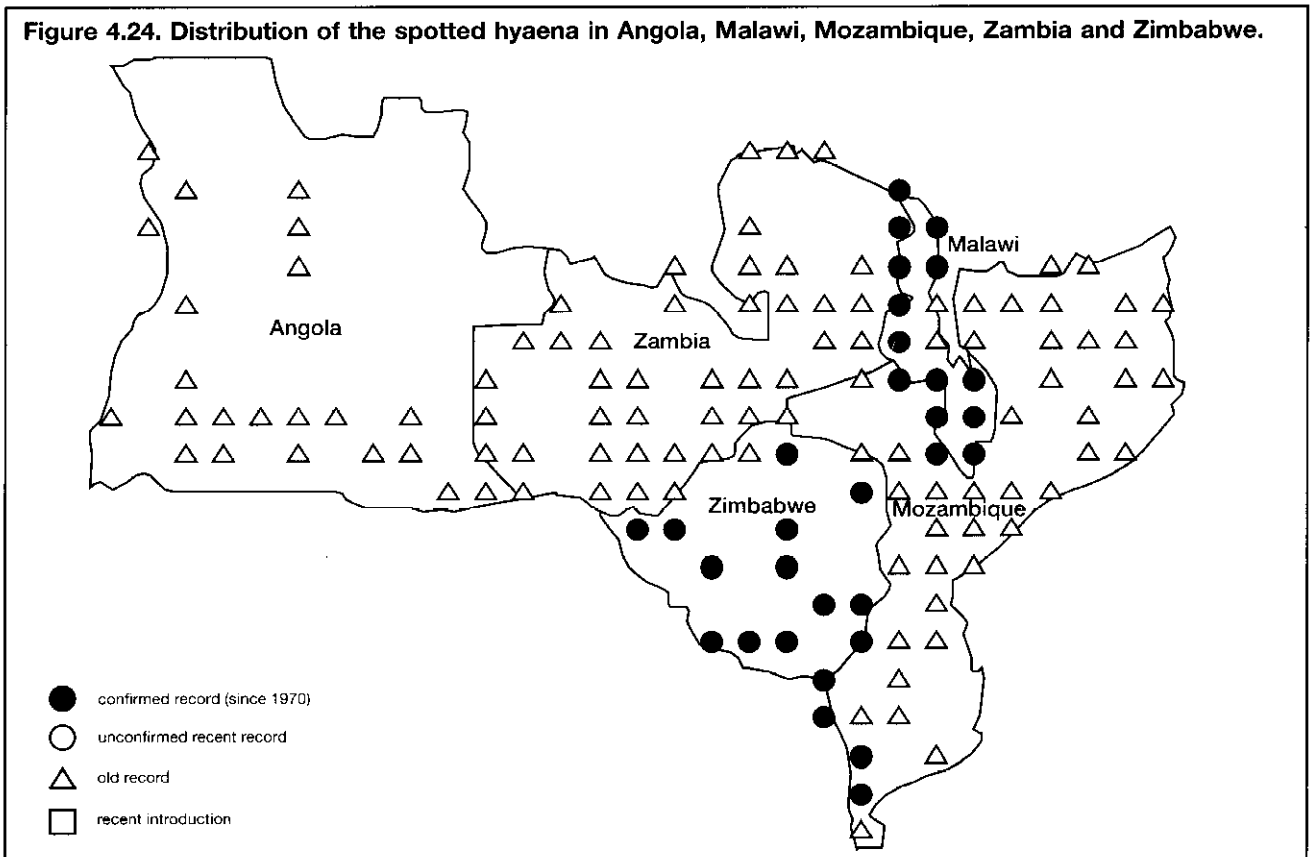 Figure 4.24. Distribution of the spotted hyaena in Angola, Malawi, Mozambique, Zambia and Zimbabwe.
Malawi
Angola
Zambia
Zimbabwe
Mozambique
confirmed record (since 1970)
unconfirmed recent record
old record
recent introduction